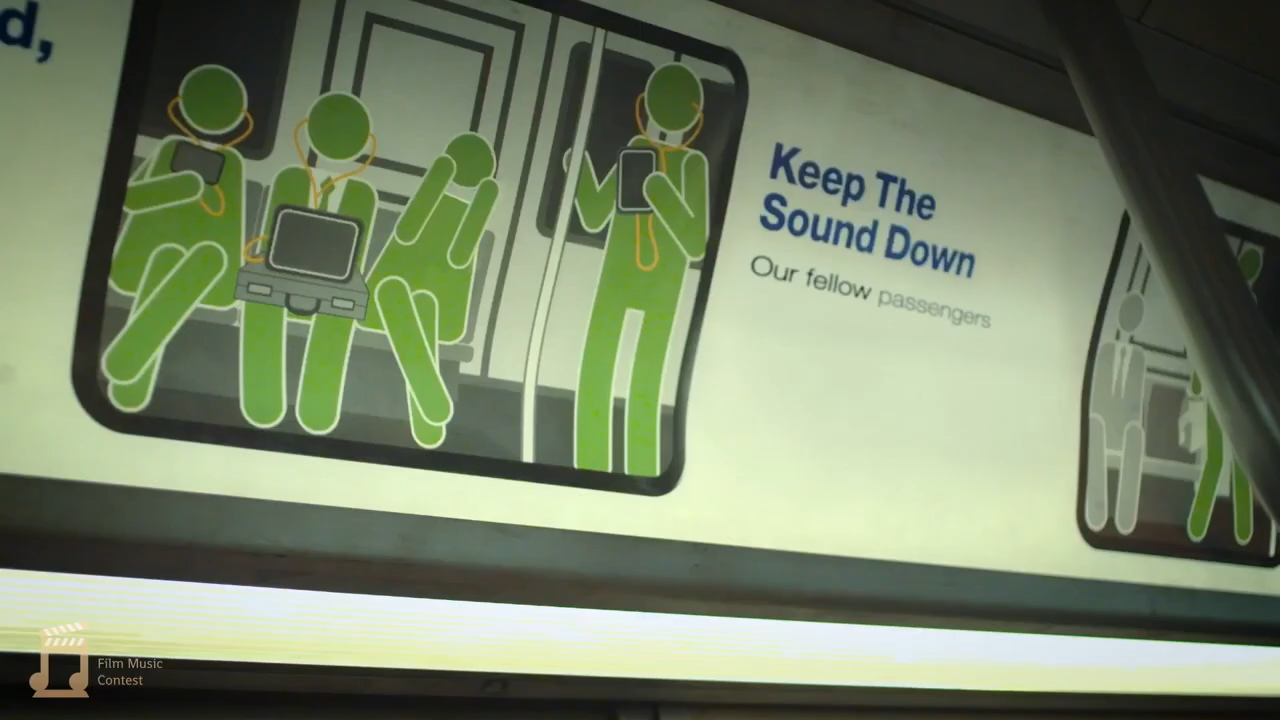 d,
Keep The
Sound Down
Our fellow passengers
Film Music
Contest